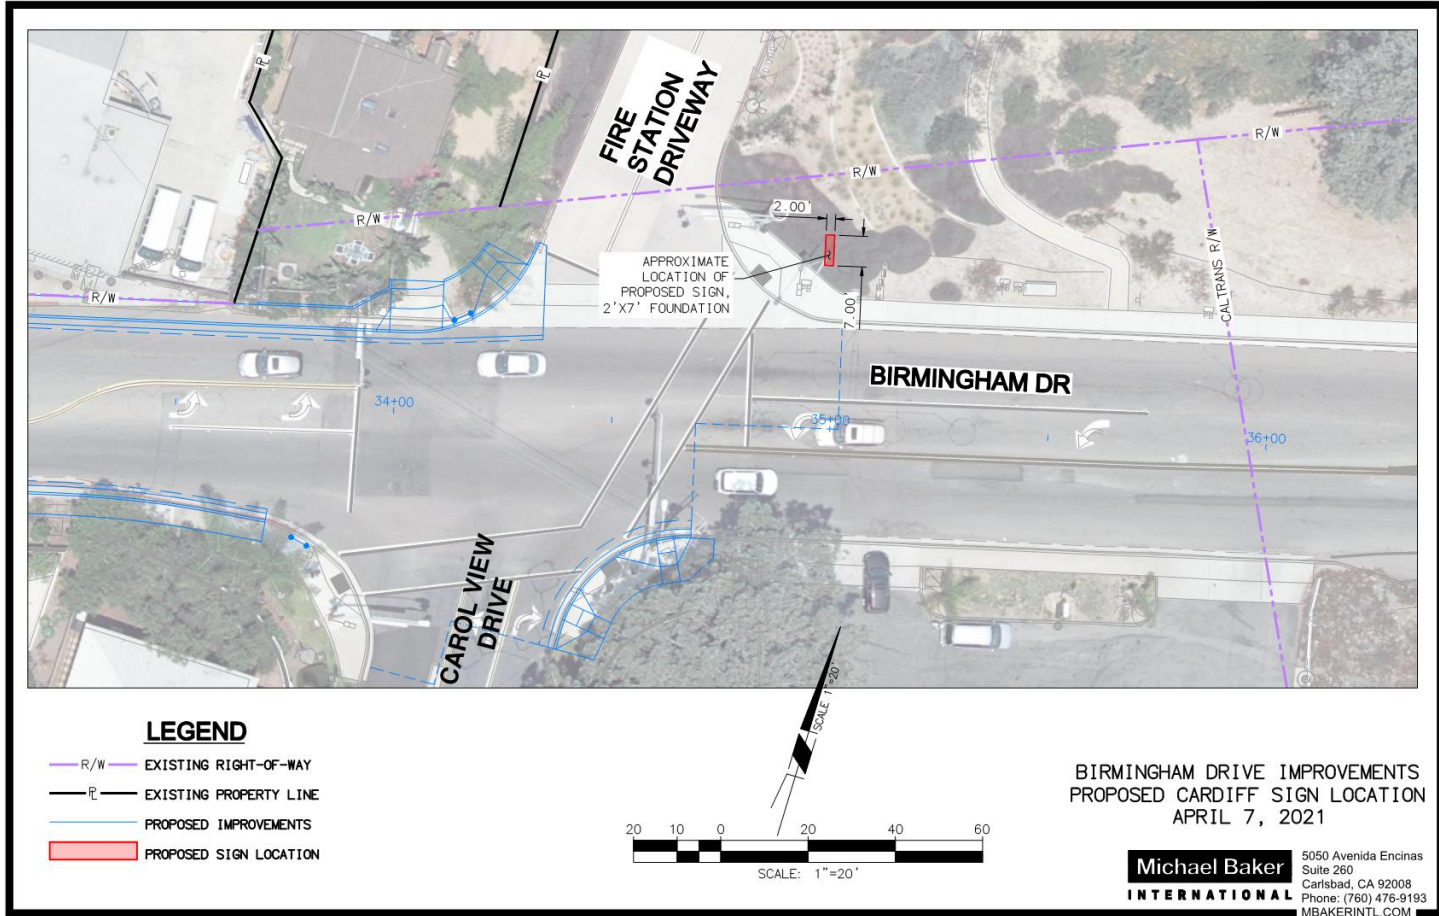 FIRE
STATION
DRIVEWAY
R/W
CALTRANS R/W
R/W
R/W
R/W
2.00'
7.00'
APPROXIMATE
LOCATION OF
PROPOSED SIGN,
2'X7' FOUNDATION
BIRMINGHAM DR
34+00
35+00
36+00
CAROL VIEW
DRIVE
SCALE 1"=20'
LEGEND
R/W EXISTING RIGHT-OF-WAY
PL EXISTING PROPERTY LINE
PROPOSED IMPROVEMENTS
PROPOSED SIGN LOCATION
20 10 0 20 40 60
SCALE: 1"=20'
BIRMINGHAM DRIVE IMPROVEMENTS
PROPOSED CARDIFF SIGN LOCATION
APRIL 7, 2021
Michael Baker
INTERNATIONAL
5050 Avenida Encinas
Suite 260
Carlsbad, CA 92008
Phone: (760) 476-9193
MBAKERINTL.COM